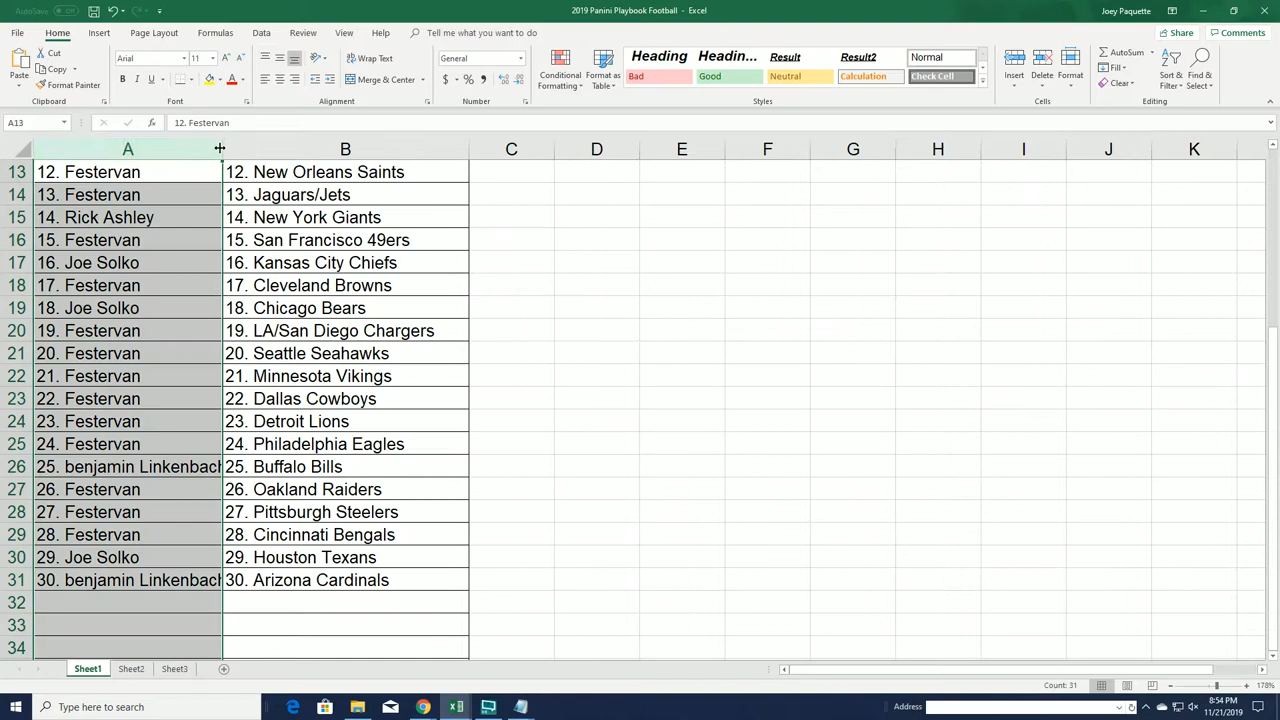 AutoSave Off
2019 Panini Playbook Football - Excel
Joey Paquette
File Home Insert Page Layout Formulas Data Review View Help Tell me what you want to do
Share Comments
Paste
Cut
Copy
Format Painter
Clipboard
Arial 11
B I U
Font
Wrap Text
Merge & Center
Alignment
General
$ % ,
Number
Conditional Formatting
Format as Table
Heading Headin... Result Result2 Normal
Bad Good Neutral Calculation Check Cell
Styles
Insert Delete Format
Cells
AutoSum
Fill
Clear
Sort & Filter
Find & Select
Editing
A13 fx 12. Festervan
A B C D E F G H I J K
13 12. Festervan 12. New Orleans Saints
14 13. Festervan 13. Jaguars/Jets
15 14. Rick Ashley 14. New York Giants
16 15. Festervan 15. San Francisco 49ers
17 16. Joe Solko 16. Kansas City Chiefs
18 17. Festervan 17. Cleveland Browns
19 18. Joe Solko 18. Chicago Bears
20 19. Festervan 19. LA/San Diego Chargers
21 20. Festervan 20. Seattle Seahawks
22 21. Festervan 21. Minnesota Vikings
23 22. Festervan 22. Dallas Cowboys
24 23. Festervan 23. Detroit Lions
25 24. Festervan 24. Philadelphia Eagles
26 25. benjamin Linkenbach 25. Buffalo Bills
27 26. Festervan 26. Oakland Raiders
28 27. Festervan 27. Pittsburgh Steelers
29 28. Festervan 28. Cincinnati Bengals
30 29. Joe Solko 29. Houston Texans
31 30. benjamin Linkenbach 30. Arizona Cardinals
32
33
34
Sheet1 Sheet2 Sheet3
Count: 31
178%
Type here to search
Address
8:54 PM
11/21/2019